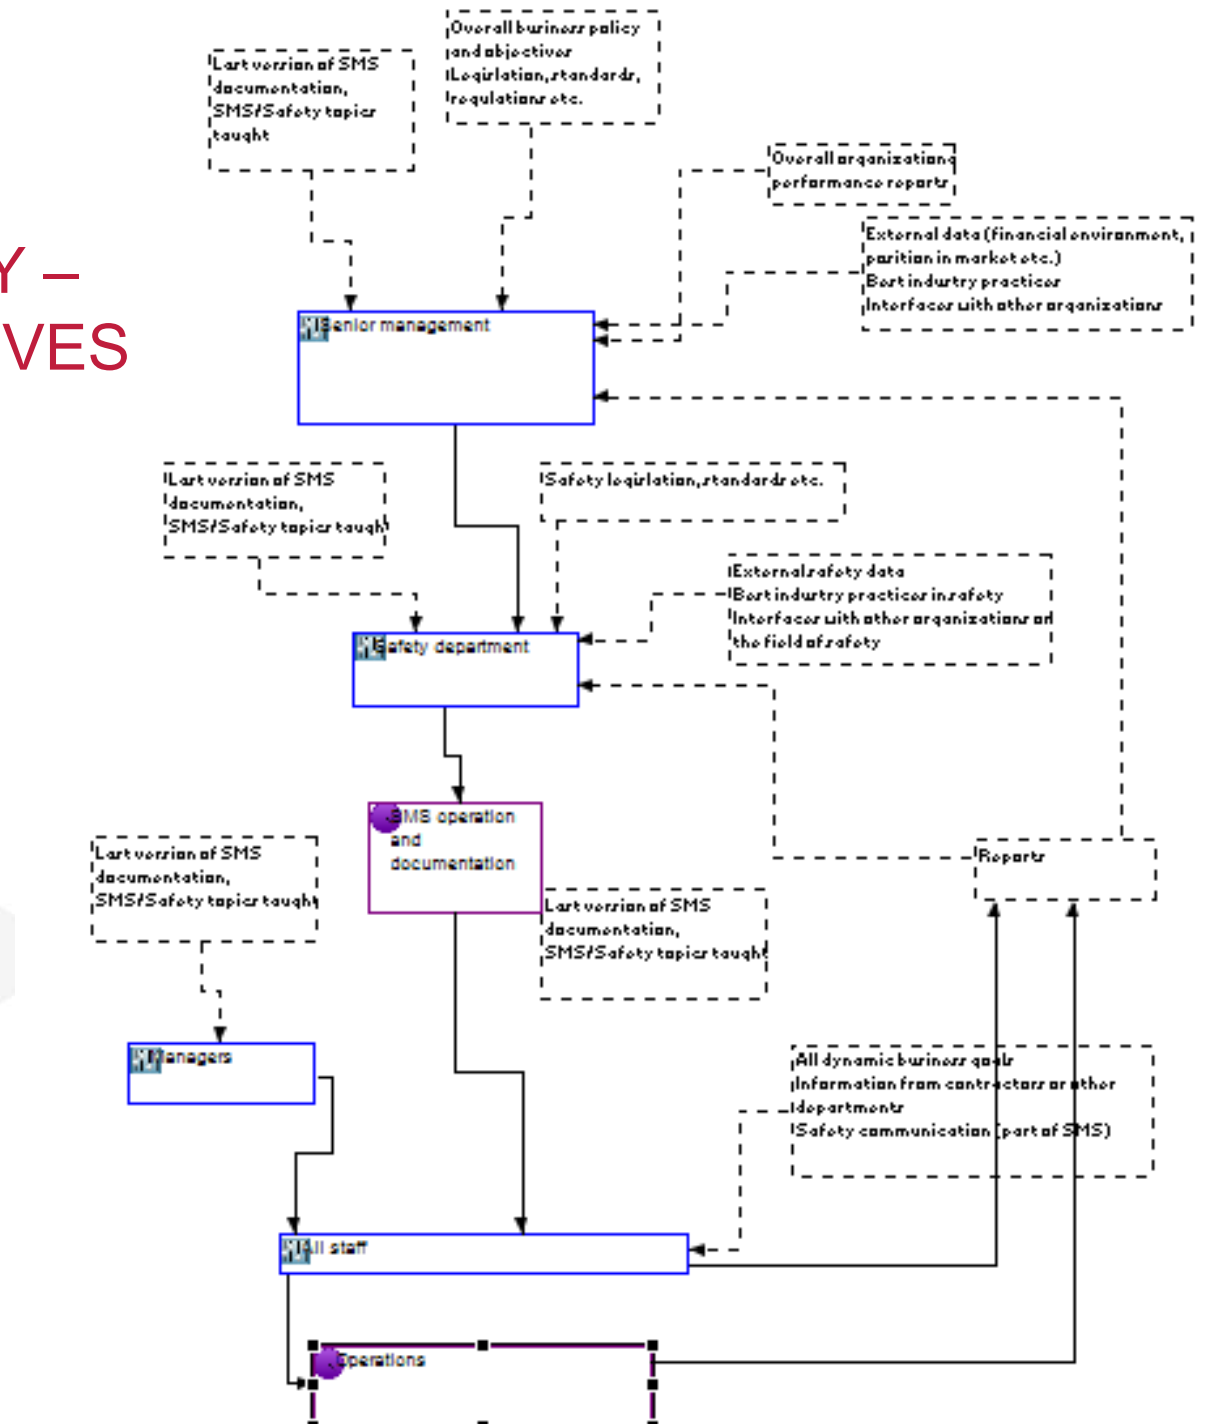 Overall business policy
and objectives
Legislation, standards,
regulations etc.
Last version of SMS
documentation,
SMS/Safety topics
taught
Overall organization
performance reports
External data (financial environment,
position in market etc.)
Best industry practices
Interfaces with other organizations
Y –
VES
Senior management
Last version of SMS
documentation,
SMS/Safety topics taugh
Safety legislation, standards etc.
External safety data
Best industry practices in safety
Interfaces with other organizations on
the field of safety
Safety department
SMS operation
and
documentation
Last version of SMS
documentation,
SMS/Safety topics taught
Reports
Last version of SMS
documentation,
SMS/Safety topics taught
Managers
All dynamic business goals
Information from contractors or other
departments
Safety communication (part of SMS)
All staff
Operations